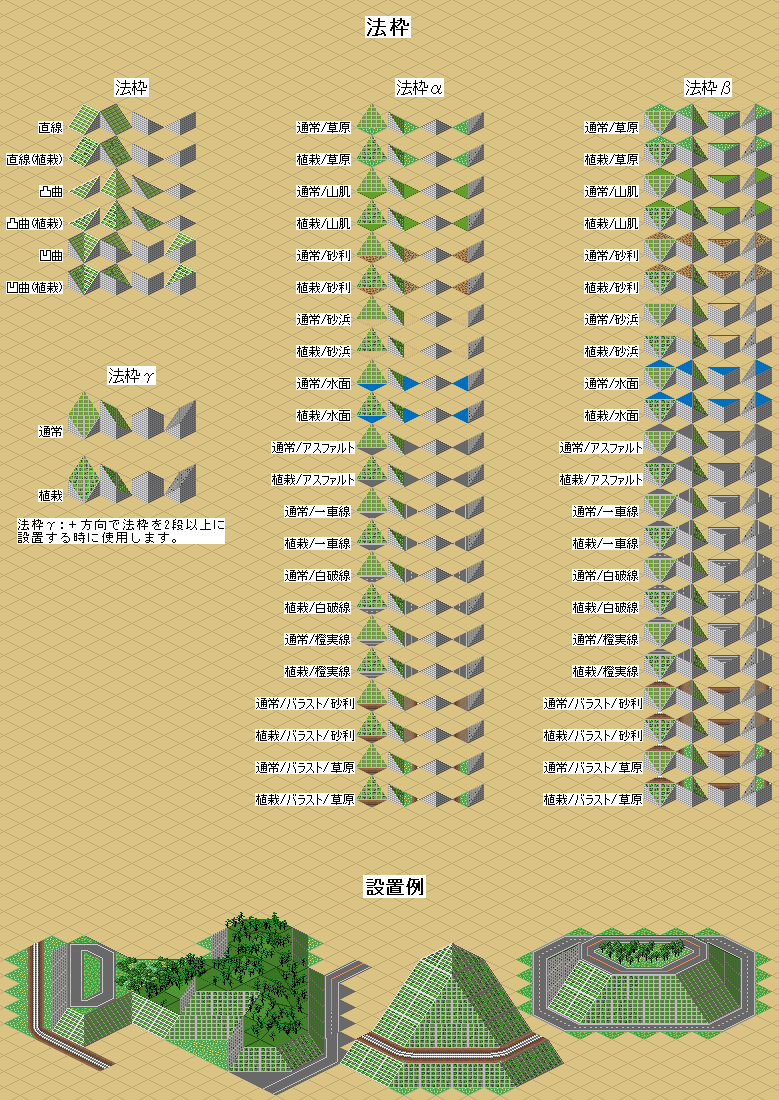 法枠
法枠
直線
直線(植栽)
凸曲
凸曲(植栽)
凹曲
凹曲(植栽)
法枠γ
通常
植栽
法枠γ:+方向で法枠を2段以上に
設置する時に使用します。
法枠α
通常/草原
植栽/草原
通常/山肌
植栽/山肌
通常/砂利
植栽/砂利
通常/砂浜
植栽/砂浜
通常/水面
植栽/水面
通常/アスファルト
植栽/アスファルト
通常/一車線
植栽/一車線
通常/白破線
植栽/白破線
通常/橙実線
植栽/橙実線
通常/バラスト/砂利
植栽/バラスト/砂利
通常/バラスト/草原
植栽/バラスト/草原
法枠β
通常/草原
植栽/草原
通常/山肌
植栽/山肌
通常/砂利
植栽/砂利
通常/砂浜
植栽/砂浜
通常/水面
植栽/水面
通常/アスファルト
植栽/アスファルト
通常/一車線
植栽/一車線
通常/白破線
植栽/白破線
通常/橙実線
植栽/橙実線
通常/バラスト/砂利
植栽/バラスト/砂利
通常/バラスト/草原
植栽/バラスト/草原
設置例